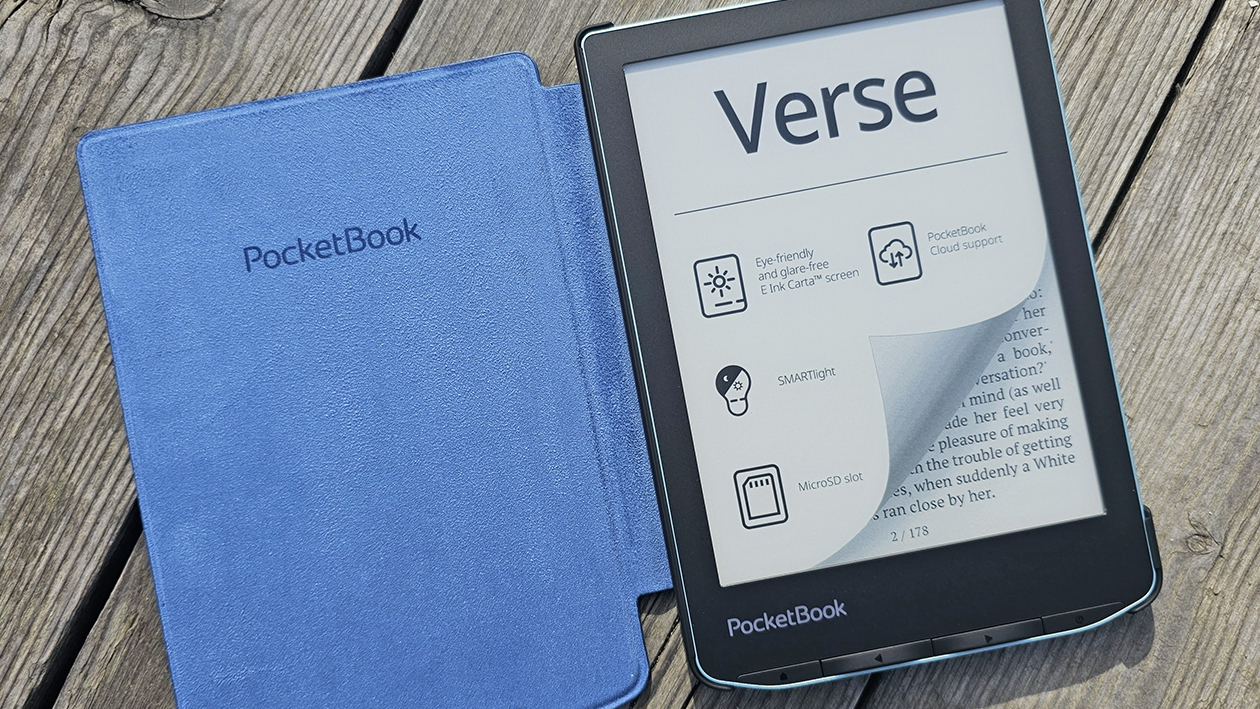 PocketBook
Verse
Eye-friendly
and glare-free
E Ink Carta™ screen
PocketBook
Cloud support
SMARTlight
MicroSD slot
her
onver-
a book,'
versation?'
mind (as well
ade her feel very
pleasure of making
the trouble of getting
es, when suddenly a White
s ran close by her.
2 / 178
PocketBook